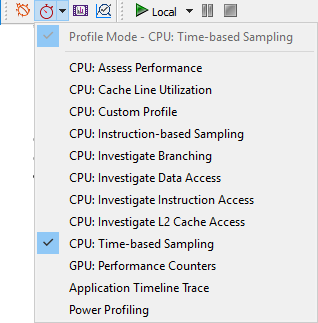 Local
Profile Mode - CPU: Time-based Sampling
CPU: Assess Performance
CPU: Cache Line Utilization
CPU: Custom Profile
CPU: Instruction-based Sampling
CPU: Investigate Branching
CPU: Investigate Data Access
CPU: Investigate Instruction Access
CPU: Investigate L2 Cache Access
CPU: Time-based Sampling
GPU: Performance Counters
Application Timeline Trace
Power Profiling